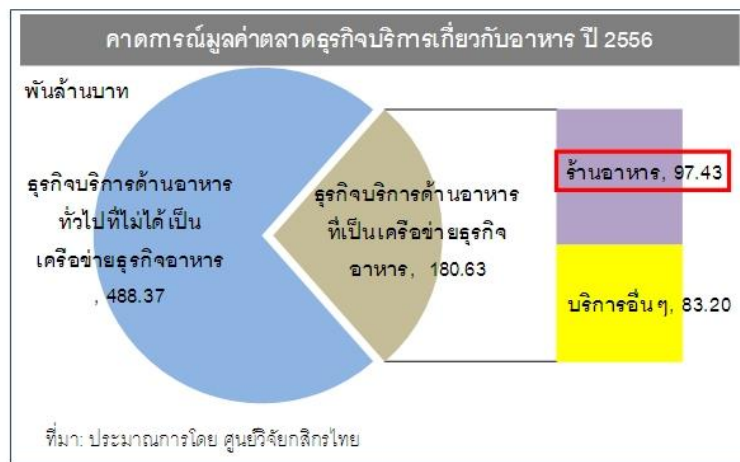 คาดการณ์มูลค่าตลาดธุรกิจบริการเกี่ยวกับอาหาร ปี 2556
พันล้านบาท
ธุรกิจบริการด้านอาหาร
ทั่วไปที่ไม่ได้เป็น
เครือข่ายธุรกิจอาหาร
, 488.37
ธุรกิจบริการด้านอาหาร
ที่เป็นเครือข่ายธุรกิจ
อาหาร, 180.63
ร้านอาหาร, 97.43
บริการอื่นๆ, 83.20
ที่มา: ประมาณการโดย ศูนย์วิจัยกสิกรไทย